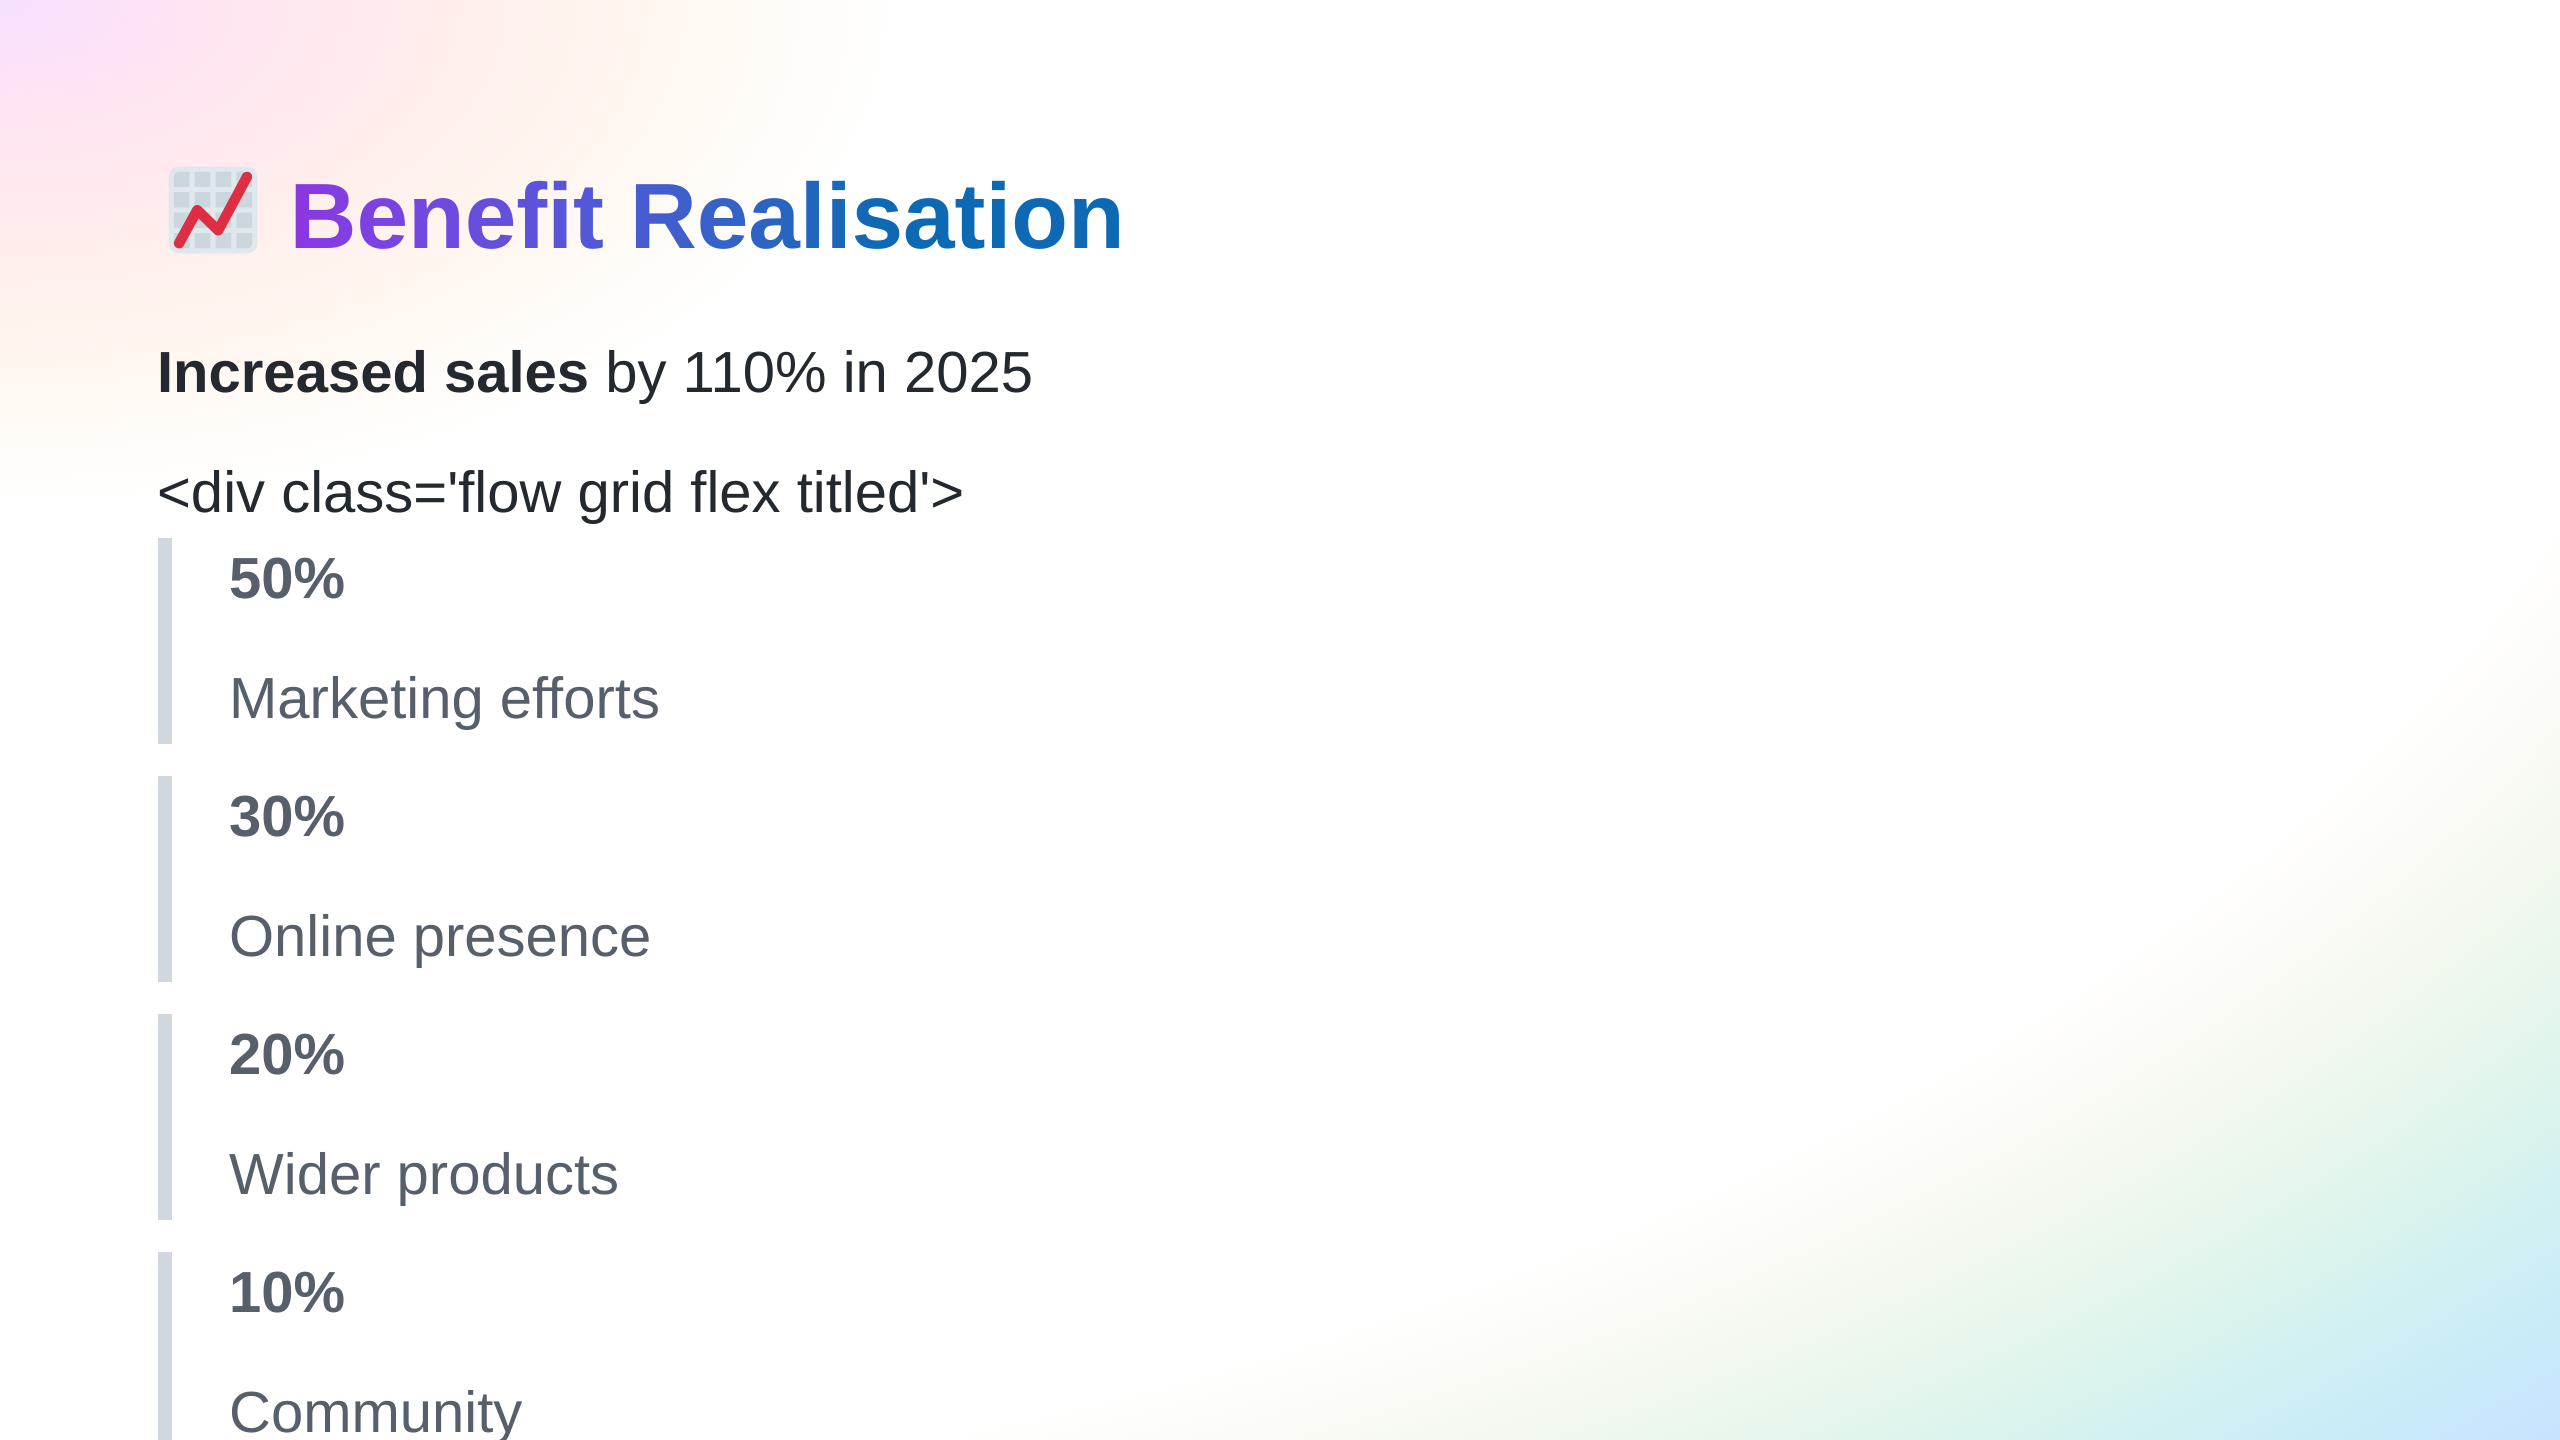 Benefit Realisation
Increased sales by 110% in 2025
<div class='flow grid flex titled'>
50%
Marketing efforts
30%
Online presence
20%
Wider products
10%
Community